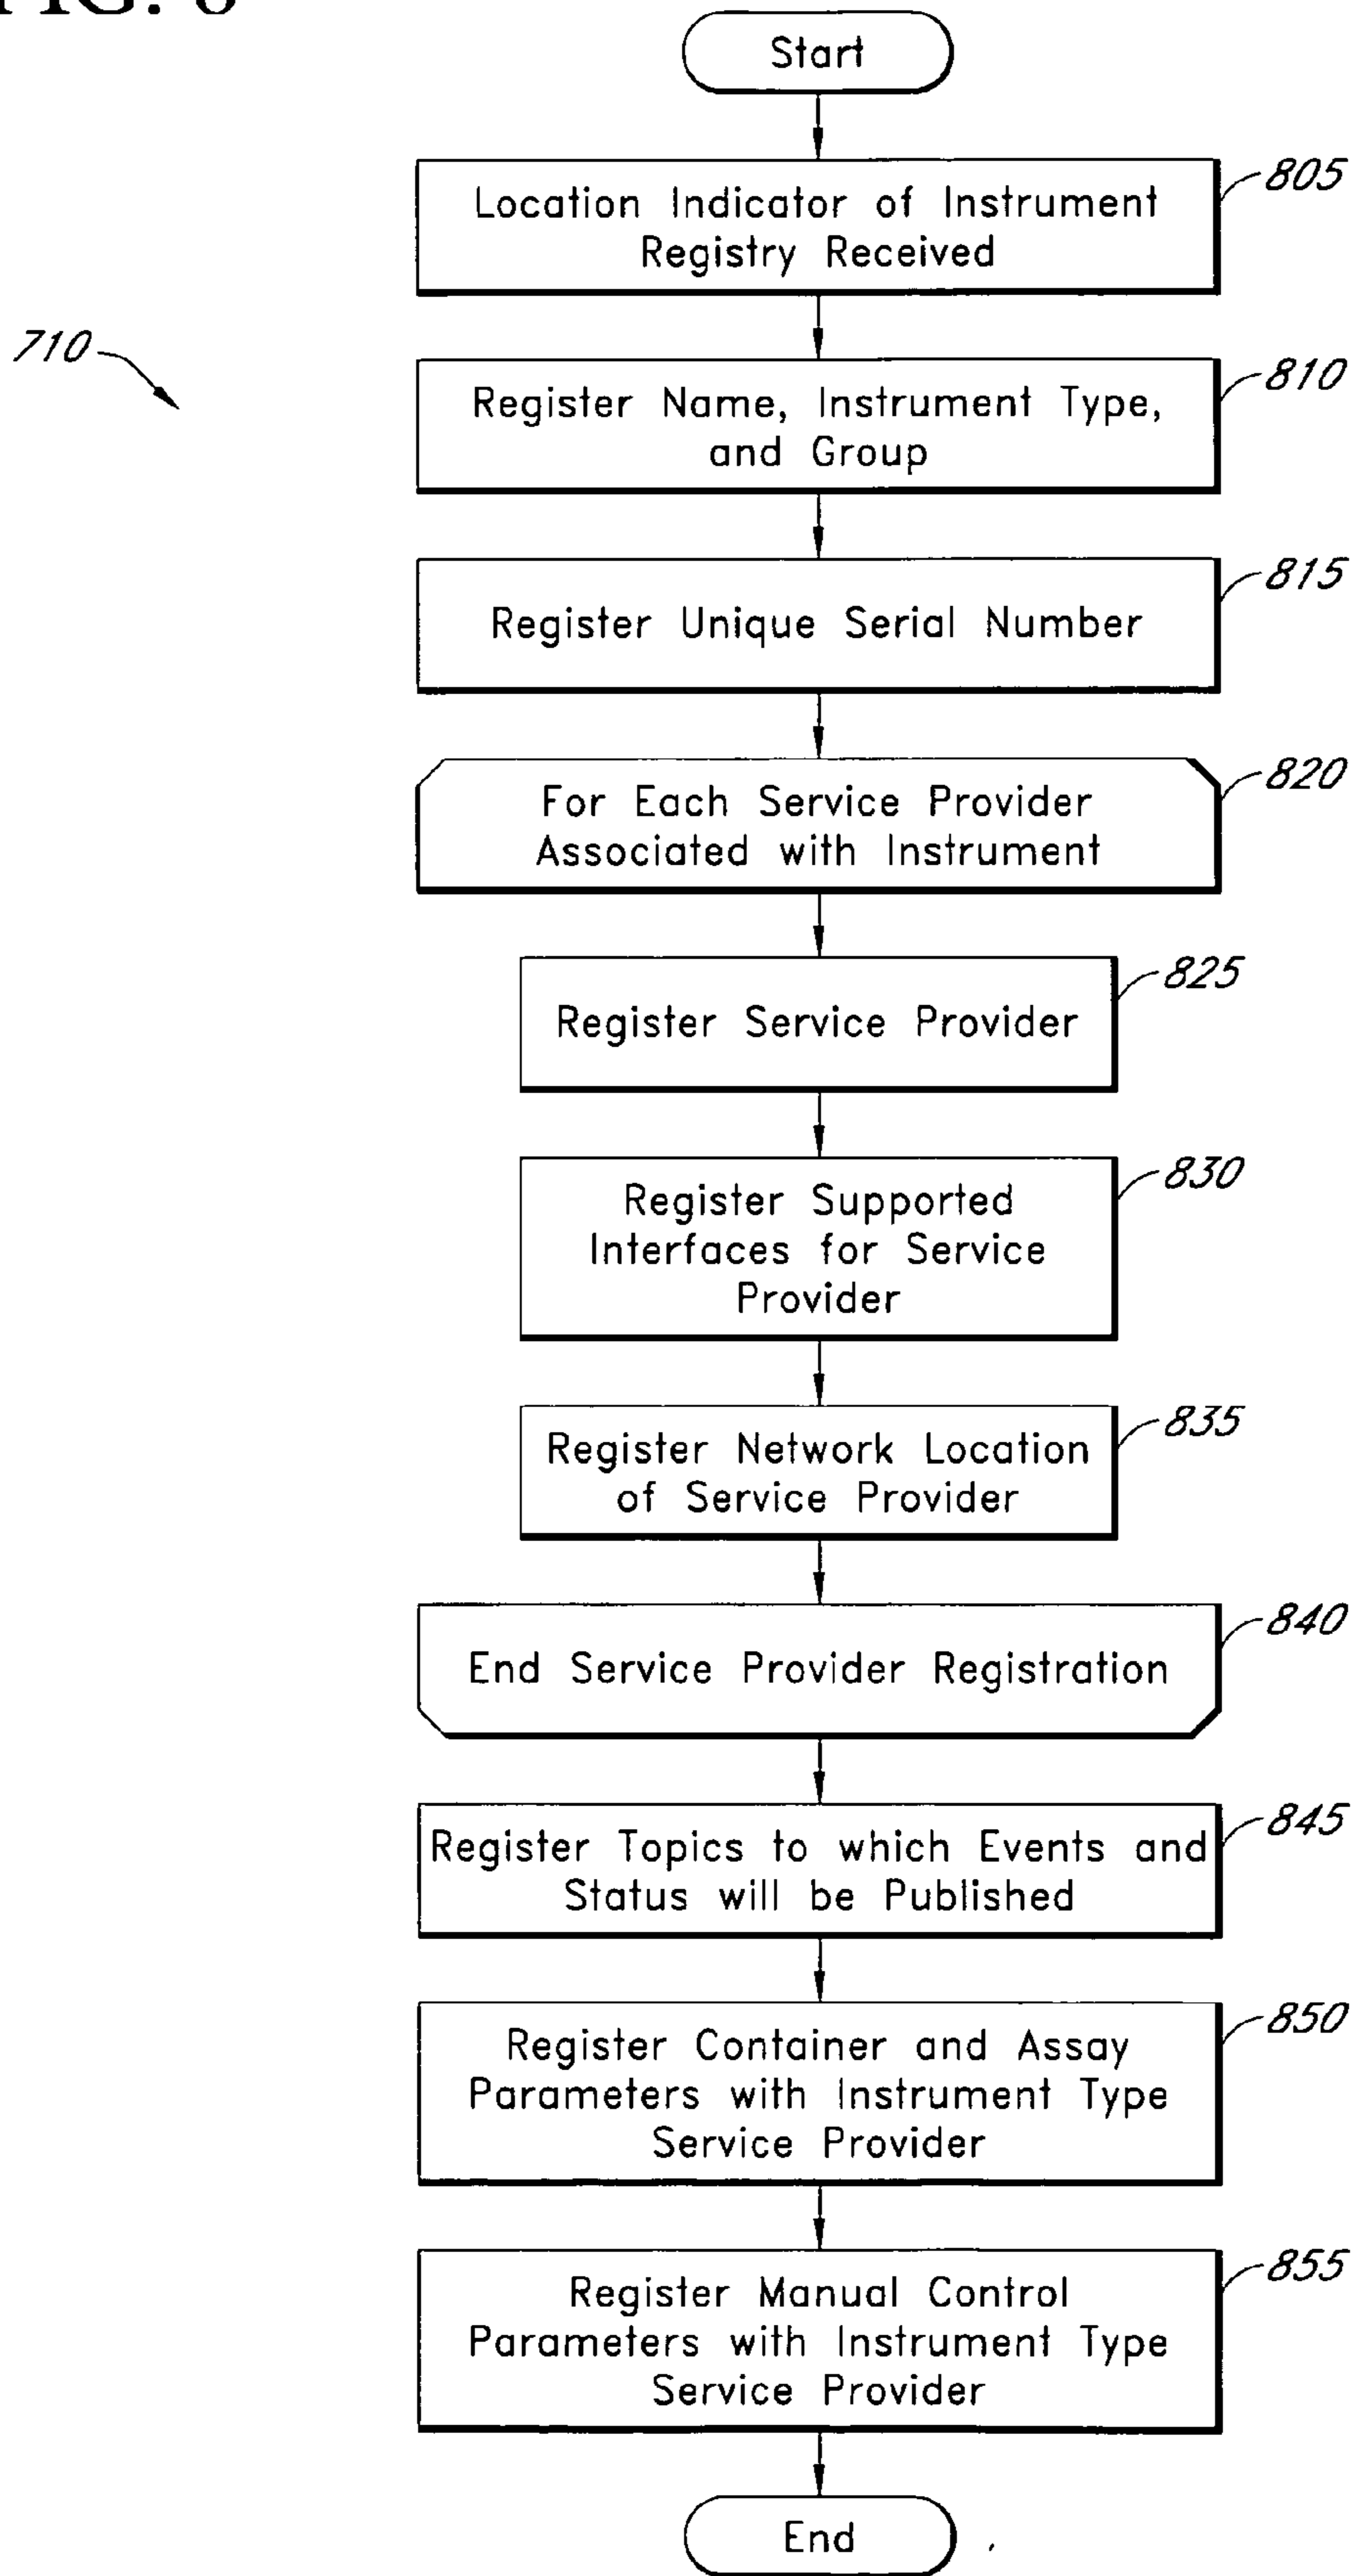 FIG. 8
Start
Location Indicator of Instrument
Registry Received
805
710
Register Name, Instrument Type,
and Group
810
Register Unique Serial Number
815
For Each Service Provider
Associated with Instrument
820
Register Service Provider
825
Register Supported
Interfaces for Service
Provider
830
Register Network Location
of Service Provider
835
End Service Provider Registration
840
Register Topics to which Events and
Status will be Published
845
Register Container and Assay
Parameters with Instrument Type
Service Provider
850
Register Manual Control
Parameters with Instrument Type
Service Provider
855
End